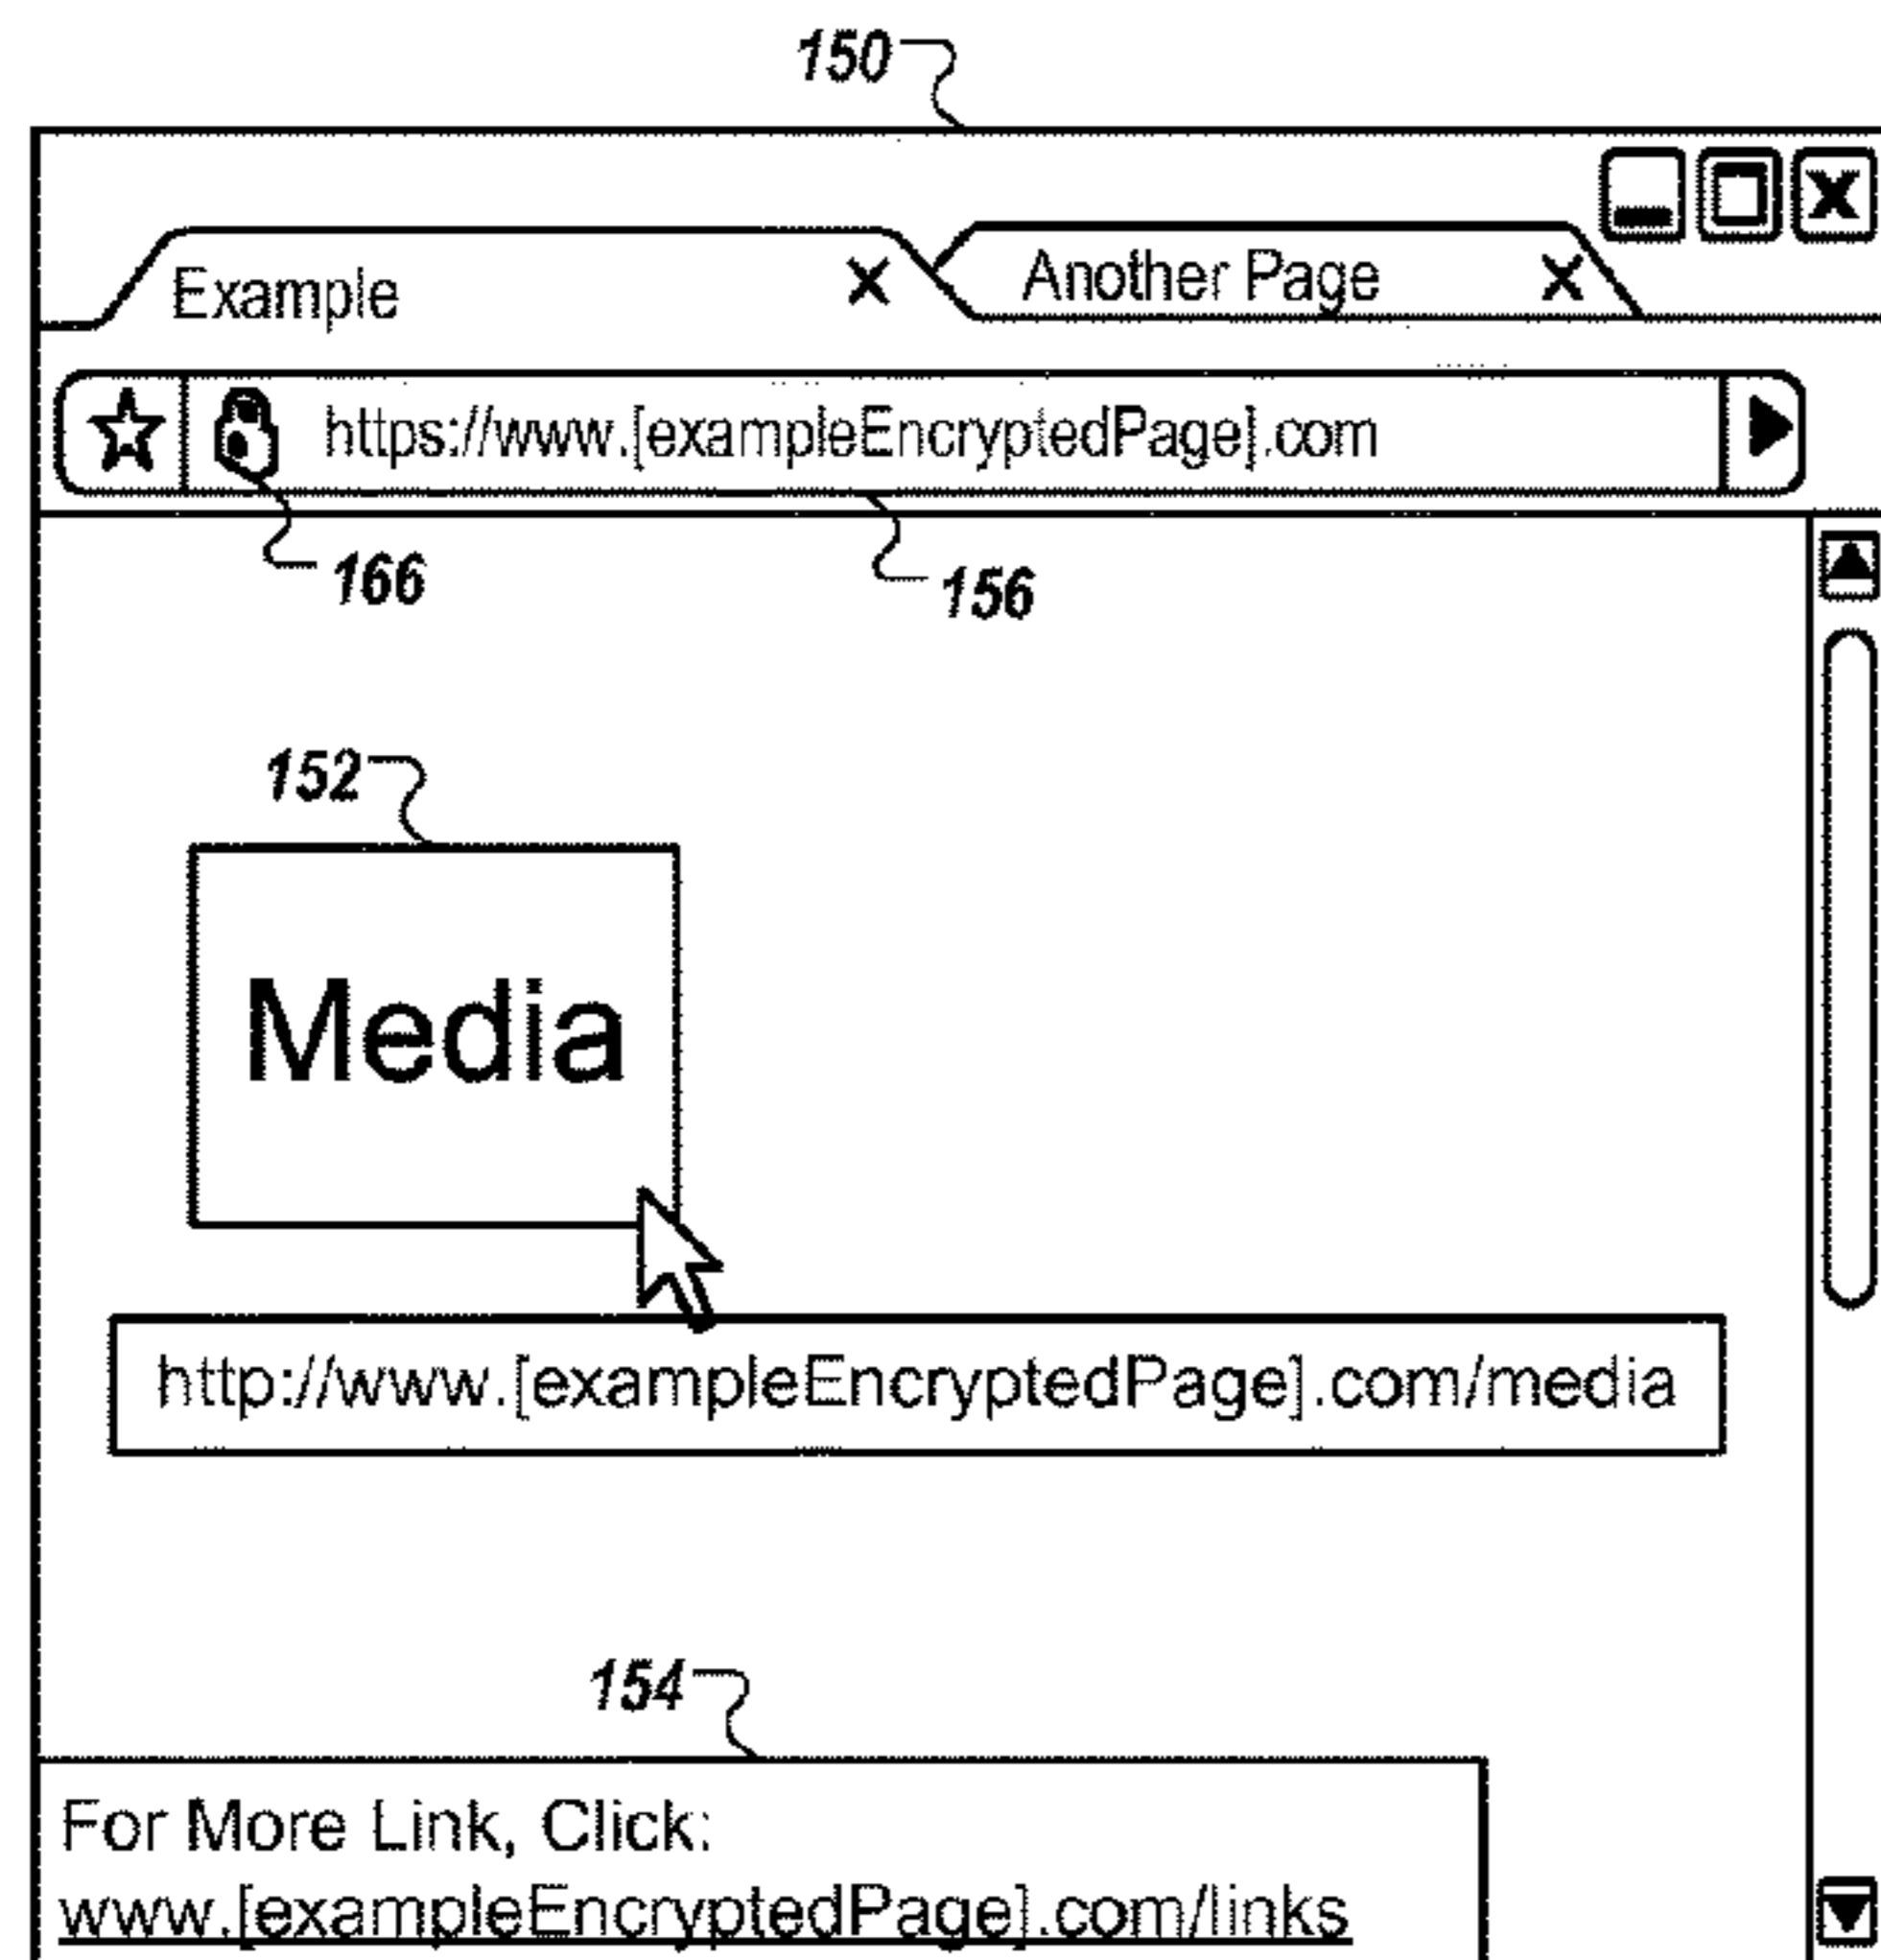 150
X
Example X Another Page X
https://www.[exampleEncryptedPage].com
166 156
152
Media
http://www.[exampleEncryptedPage].com/media
154
For More Link, Click:
www.[exampleEncryptedPage].com/links